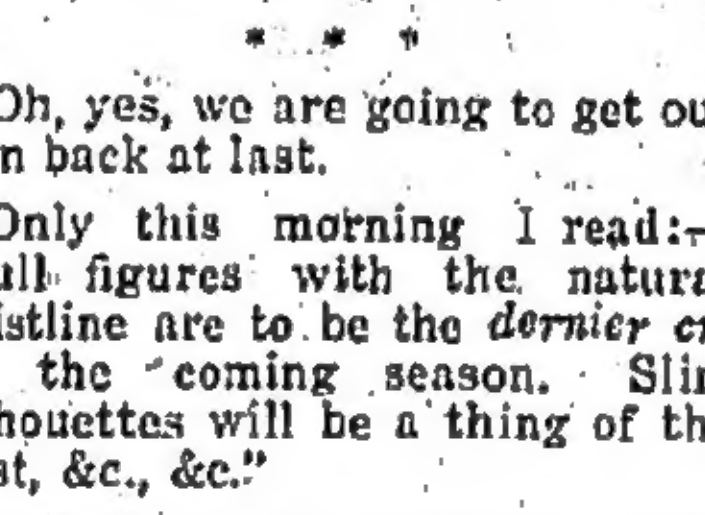 * * *
Oh, yes, we are going to get ou
n back at last.
Only this morning I read:—
ull figures with the natura
istline are to be the dernier cr
the coming season. Slim
houettes will be a thing of th
st, &c., &c."